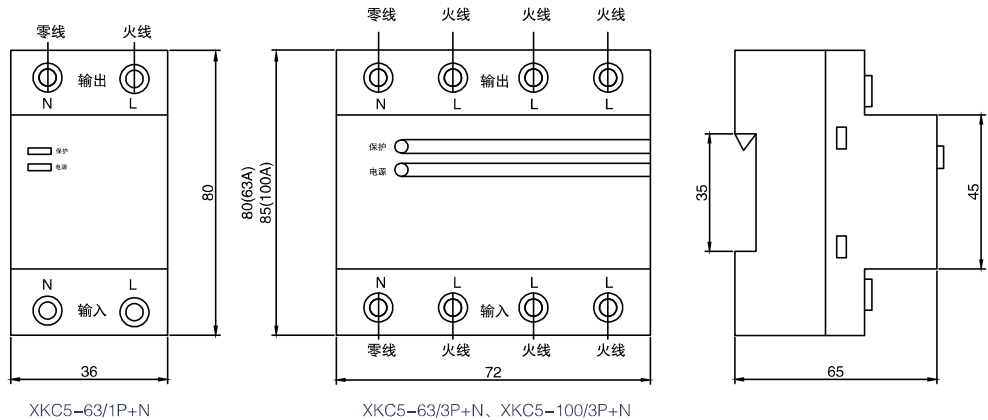 零线 火线
输出
N L
保护
电源
N L
输入
80
36
XKC5-63/1P+N
零线 火线 火线 火线
输出
N L L L
保护
电源
80(63A)
85(100A)
N L L L
输入
零线 火线 火线 火线
72
XKC5-63/3P+N、XKC5-100/3P+N
35
45
65